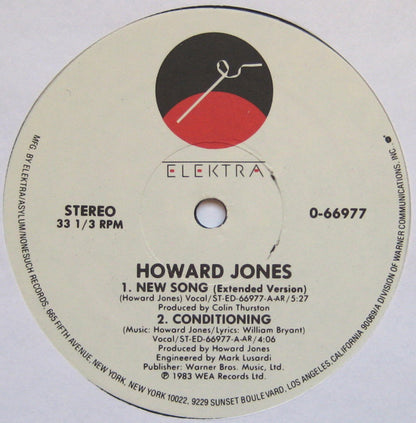 ELEKTRA
STEREO
33 1/3 RPM
0-66977
HOWARD JONES
1. NEW SONG (Extended Version)
(Howard Jones) Vocal/ST-ED-66977-A-AR/5:27
Produced by Colin Thurston
2. CONDITIONING
(Music: Howard Jones/Lyrics: William Bryant)
Vocal/ST-ED-66977-A-AR/4:06
Produced by Howard Jones
Engineered by Mark Lusardi
Publisher: Warner Bros. Music, Ltd.
℗ 1983 WEA Records Ltd.
MFG. BY ELEKTRA/ASYLUM/NONESUCH RECORDS, 665 FIFTH AVENUE, NEW YORK, NEW YORK 10022, 9229 SUNSET BOULEVARD, LOS ANGELES, CALIFORNIA 90069/A DIVISION OF WARNER COMMUNICATIONS, INC.